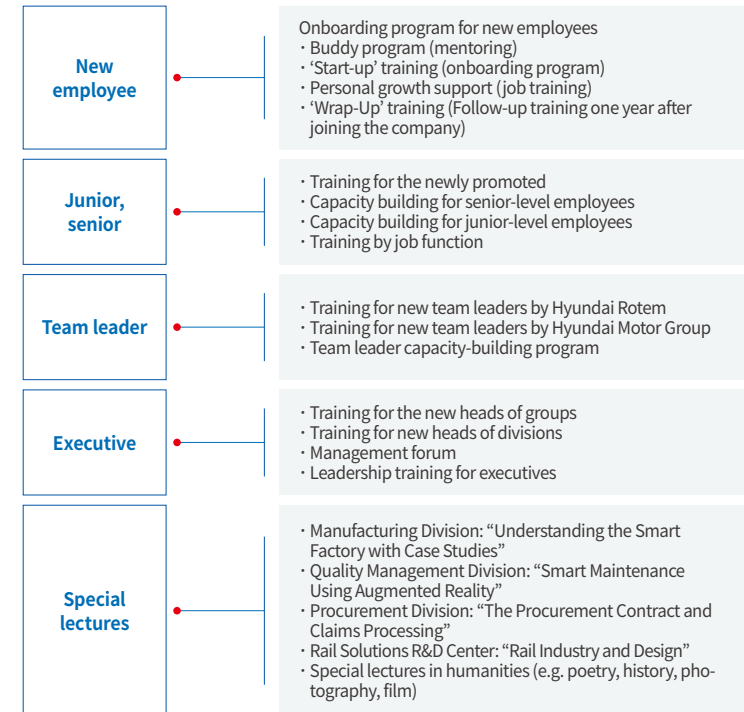 New
employee
Onboarding program for new employees
· Buddy program (mentoring)
· ‘Start-up’ training (onboarding program)
· Personal growth support (job training)
· ‘Wrap-Up’ training (Follow-up training one year after
joining the company)
Junior,
senior
· Training for the newly promoted
· Capacity building for senior-level employees
· Capacity building for junior-level employees
· Training by job function
Team leader
· Training for new team leaders by Hyundai Rotem
· Training for new team leaders by Hyundai Motor Group
· Team leader capacity-building program
Executive
· Training for the new heads of groups
· Training for new heads of divisions
· Management forum
· Leadership training for executives
Special
lectures
· Manufacturing Division: “Understanding the Smart
Factory with Case Studies”
· Quality Management Division: “Smart Maintenance
Using Augmented Reality”
· Procurement Division: “The Procurement Contract and
Claims Processing”
· Rail Solutions R&D Center: “Rail Industry and Design”
· Special lectures in humanities (e.g. poetry, history, pho-
tography, film)